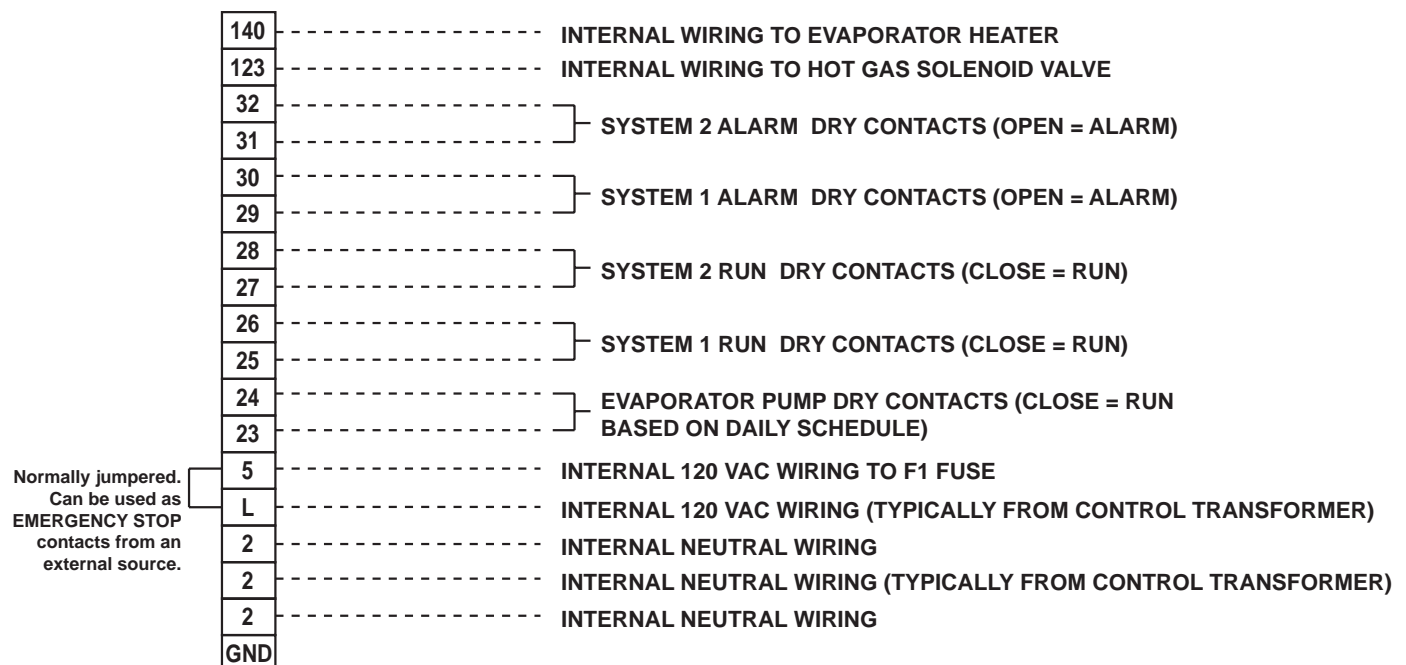 140 INTERNAL WIRING TO EVAPORATOR HEATER
123 INTERNAL WIRING TO HOT GAS SOLENOID VALVE
32
SYSTEM 2 ALARM DRY CONTACTS (OPEN = ALARM)
31
30
SYSTEM 1 ALARM DRY CONTACTS (OPEN = ALARM)
29
28
SYSTEM 2 RUN DRY CONTACTS (CLOSE = RUN)
27
26
SYSTEM 1 RUN DRY CONTACTS (CLOSE = RUN)
25
24
EVAPORATOR PUMP DRY CONTACTS (CLOSE = RUN
BASED ON DAILY SCHEDULE)
23
5 INTERNAL 120 VAC WIRING TO F1 FUSE
L INTERNAL 120 VAC WIRING (TYPICALLY FROM CONTROL TRANSFORMER)
Normally jumpered.
Can be used as
EMERGENCY STOP
contacts from an
external source.
2 INTERNAL NEUTRAL WIRING
2 INTERNAL NEUTRAL WIRING (TYPICALLY FROM CONTROL TRANSFORMER)
2 INTERNAL NEUTRAL WIRING
GND